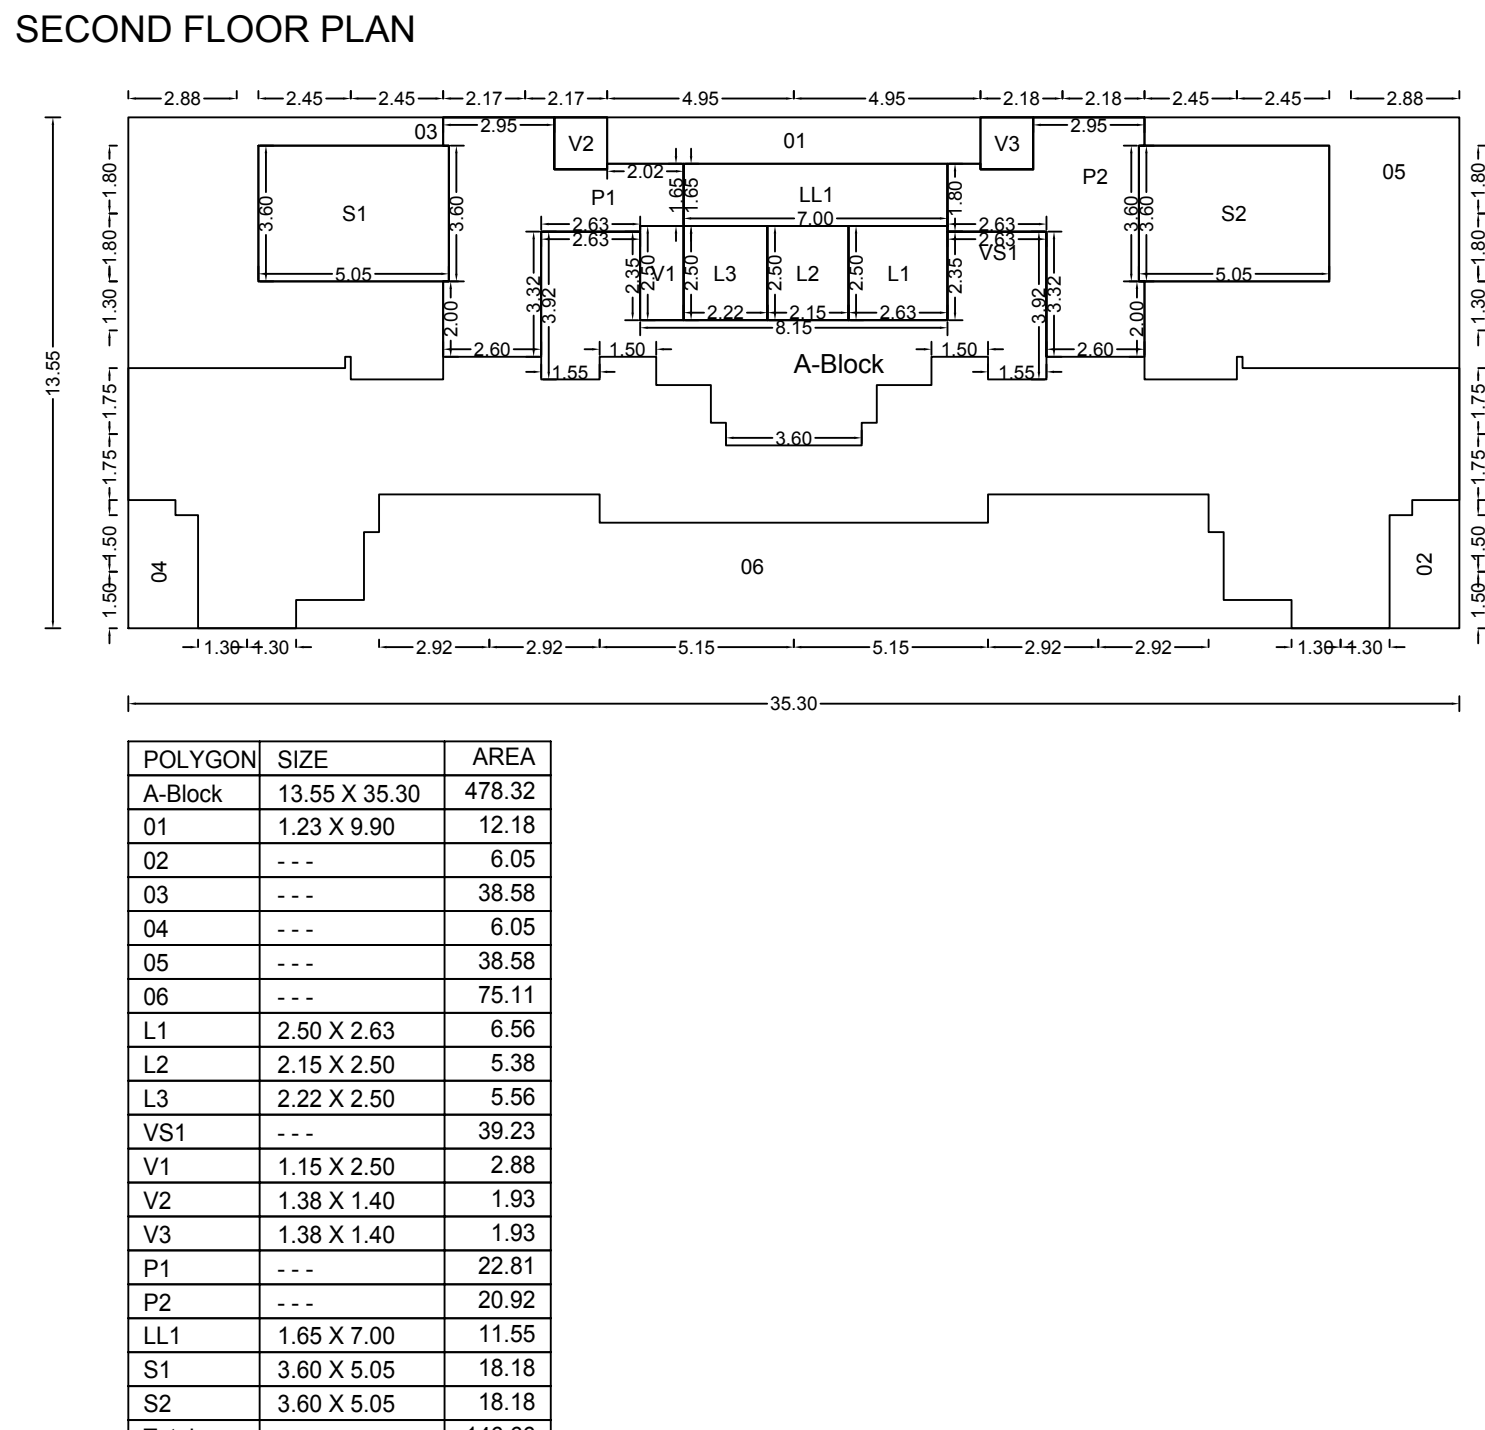 SECOND FLOOR PLAN
2.88 2.45 2.45 2.17 2.17 4.95 4.95 2.18 2.18 2.45 2.45 2.88
03 2.95 V2 01 V3 2.95
P2 05
1.80 3.60 S1 3.60 P1 2.02 1.65 1.65 LL1 1.80 3.60 3.60 S2 1.80
7.00
2.63 2.63
2.63 2.63
VS1
1.80 5.05 2.35 2.50 V1 2.50 L3 2.50 L2 2.50 L1 2.35 5.05 1.80
1.30 2.00 3.32 3.92 2.22 2.15 2.63 3.92 3.32 2.00 1.30
8.15
2.60 1.50 1.50 2.60
A-Block
13.55
1.55 1.55
1.75 1.75
3.60
1.75 1.75
1.50 1.50
04 06 02
1.50 1.50
1.30 1.30 2.92 2.92 5.15 5.15 2.92 2.92 1.30 1.30
35.30
POLYGON SIZE AREA
A-Block 13.55 X 35.30 478.32
01 1.23 X 9.90 12.18
02 - - - 6.05
03 - - - 38.58
04 - - - 6.05
05 - - - 38.58
06 - - - 75.11
L1 2.50 X 2.63 6.56
L2 2.15 X 2.50 5.38
L3 2.22 X 2.50 5.56
VS1 - - - 39.23
V1 1.15 X 2.50 2.88
V2 1.38 X 1.40 1.93
V3 1.38 X 1.40 1.93
P1 - - - 22.81
P2 - - - 20.92
LL1 1.65 X 7.00 11.55
S1 3.60 X 5.05 18.18
S2 3.60 X 5.05 18.18